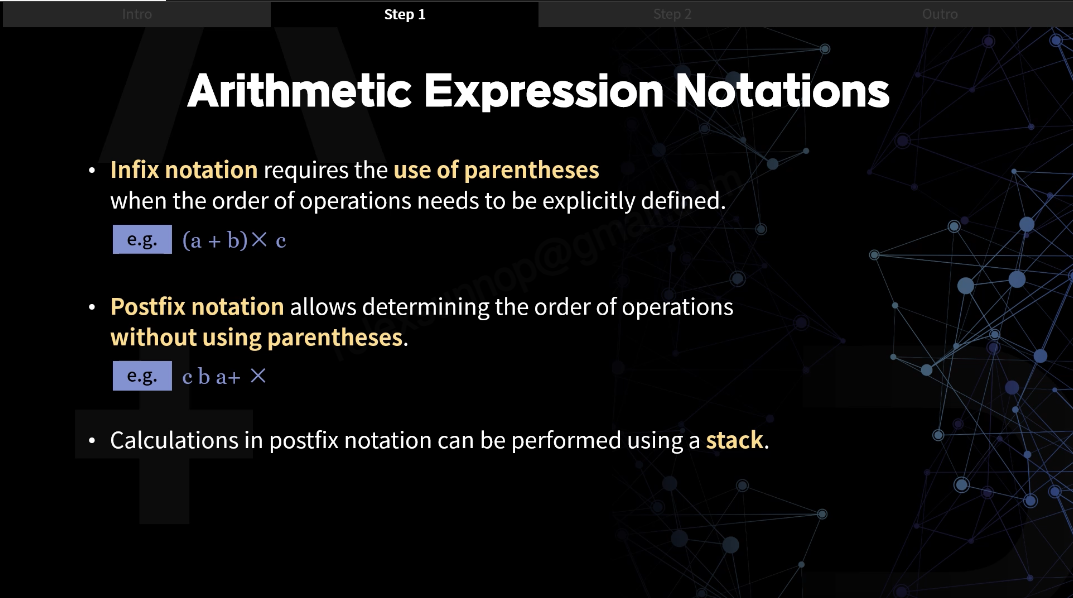 Intro
Step 1
Step 2
Outro
Arithmetic Expression Notations
• Infix notation requires the use of parentheses
when the order of operations needs to be explicitly defined.
e.g. (a + b)× c
• Postfix notation allows determining the order of operations
without using parentheses.
e.g. c b a+ ×
• Calculations in postfix notation can be performed using a stack.